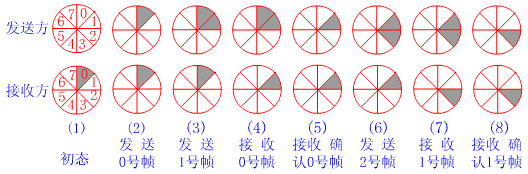 发送方
7 0 1 2 3 4 5 6
接收方
7 0 1 2 3 4 5 6
(1) (2) (3) (4) (5) (6) (7) (8)
初态
发 送 0号帧
发 送 1号帧
接 收 0号帧
接收 确 认0号帧
发 送 2号帧
接 收 1号帧
接收 确 认1号帧